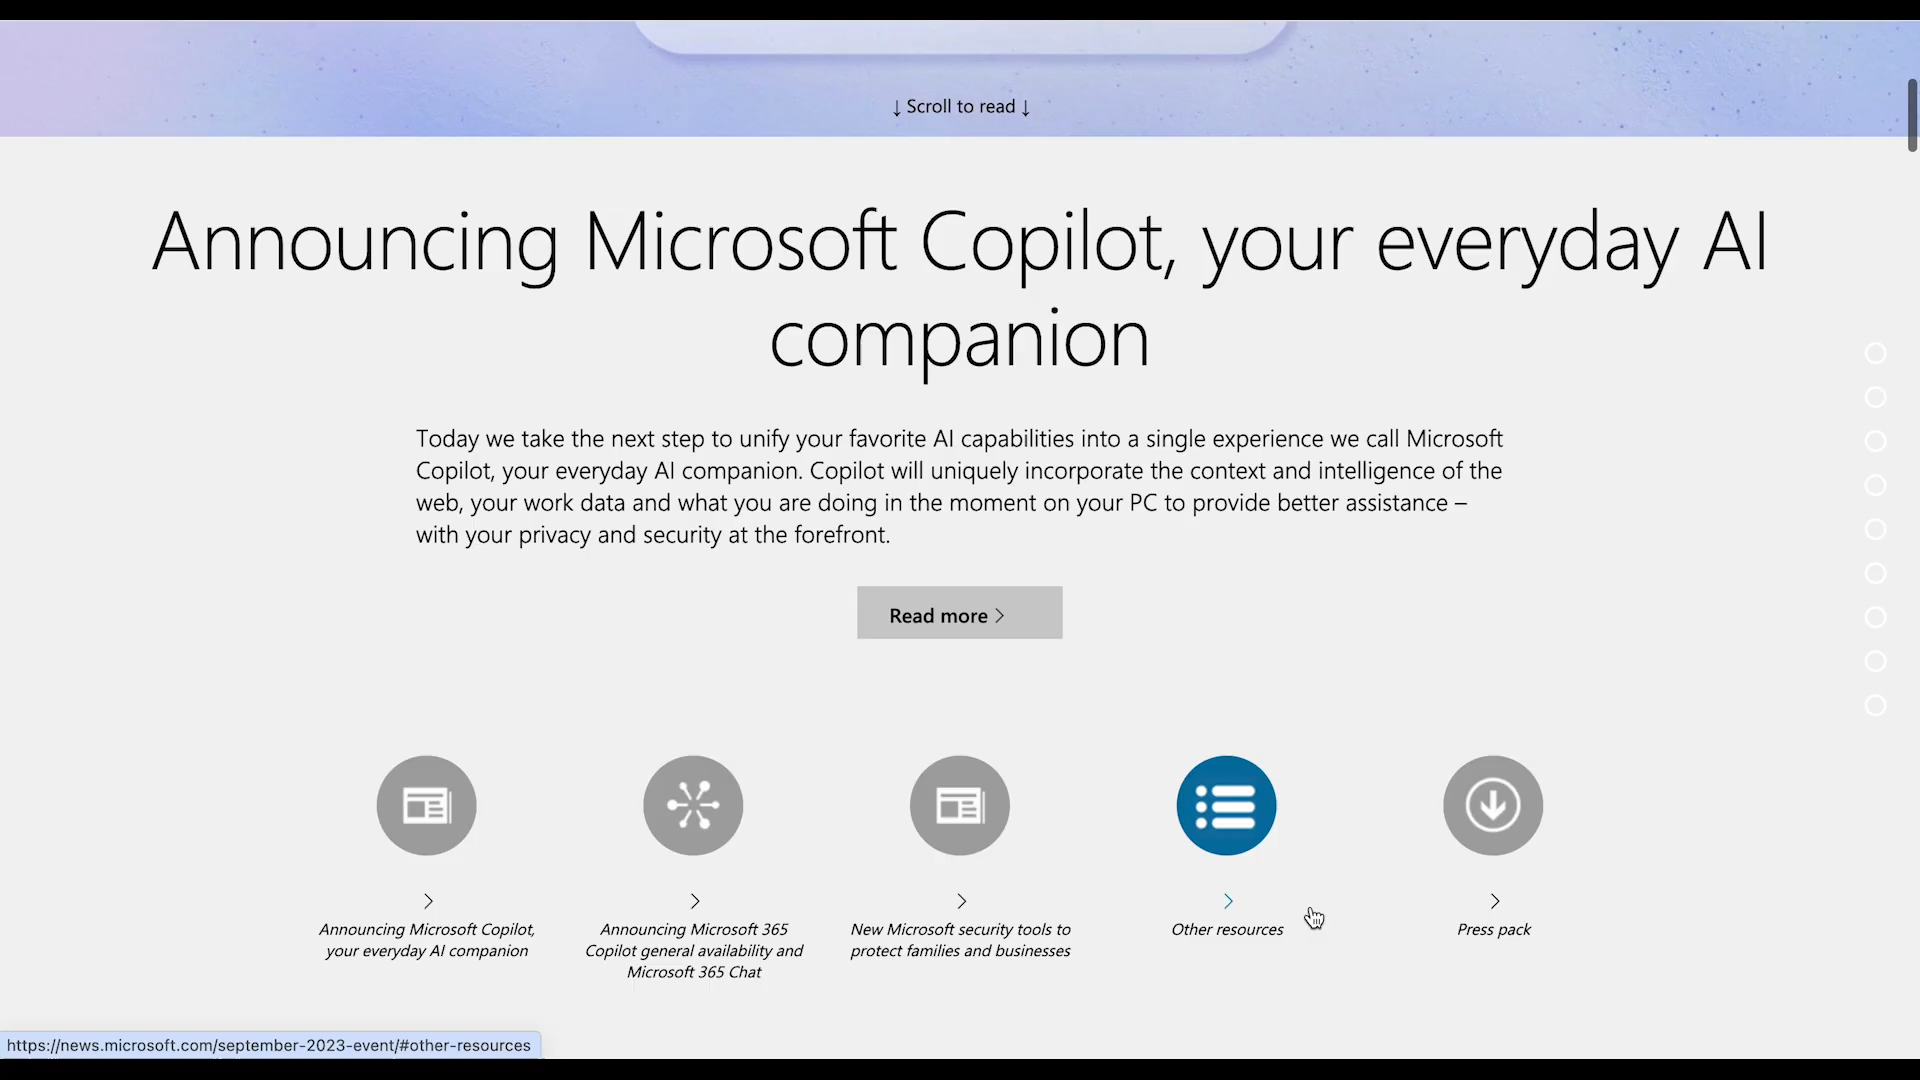 ↓ Scroll to read ↓
Announcing Microsoft Copilot, your everyday AI
companion
Today we take the next step to unify your favorite AI capabilities into a single experience we call Microsoft
Copilot, your everyday AI companion. Copilot will uniquely incorporate the context and intelligence of the
web, your work data and what you are doing in the moment on your PC to provide better assistance –
with your privacy and security at the forefront.
Read more >
Announcing Microsoft Copilot,
your everyday AI companion
Announcing Microsoft 365
Copilot general availability and
Microsoft 365 Chat
New Microsoft security tools to
protect families and businesses
Other resources
Press pack
https://news.microsoft.com/september-2023-event/#other-resources